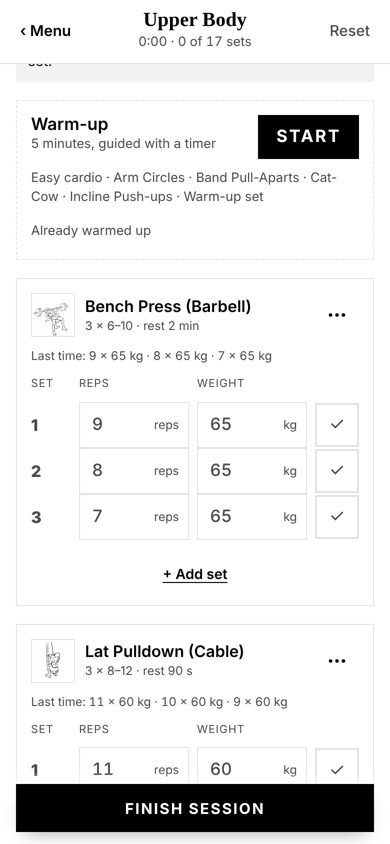 ‹ Menu
Upper Body
0:00 · 0 of 17 sets
Reset
Warm-up
5 minutes, guided with a timer
START
Easy cardio · Arm Circles · Band Pull-Aparts · Cat-
Cow · Incline Push-ups · Warm-up set
Already warmed up
Bench Press (Barbell)
3 × 6–10 · rest 2 min
Last time: 9 × 65 kg · 8 × 65 kg · 7 × 65 kg
SET REPS WEIGHT
1 9 reps 65 kg
2 8 reps 65 kg
3 7 reps 65 kg
+ Add set
Lat Pulldown (Cable)
3 × 8–12 · rest 90 s
Last time: 11 × 60 kg · 10 × 60 kg · 9 × 60 kg
SET REPS WEIGHT
1 11 reps 60 kg
FINISH SESSION